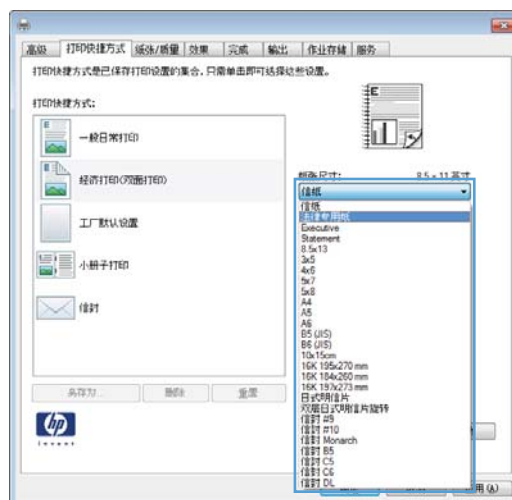 高级 打印快捷方式 纸张/质量 效果 完成 输出 作业存储 服务
打印快捷方式是已保存打印设置的集合，只需单击即可选择这些设置。
打印快捷方式：
一般日常打印
经济打印(双面打印)
工厂默认设置
小册子打印
信封
另存为... 删除 重置
hp
invent
E
纸张尺寸： 8.5 × 11 英寸
信纸
信纸
法律专用纸
Executive
Statement
8.5x13
3x5
4x6
5x7
5x8
A4
A5
A6
B5 (JIS)
B6 (JIS)
10x15cm
16K 195x270 mm
16K 184x260 mm
16K 197x273 mm
日式明信片
双层日式明信片旋转
信封 #9
信封 #10
信封 Monarch
信封 B5
信封 C5
信封 C6
信封 DL
用(A)